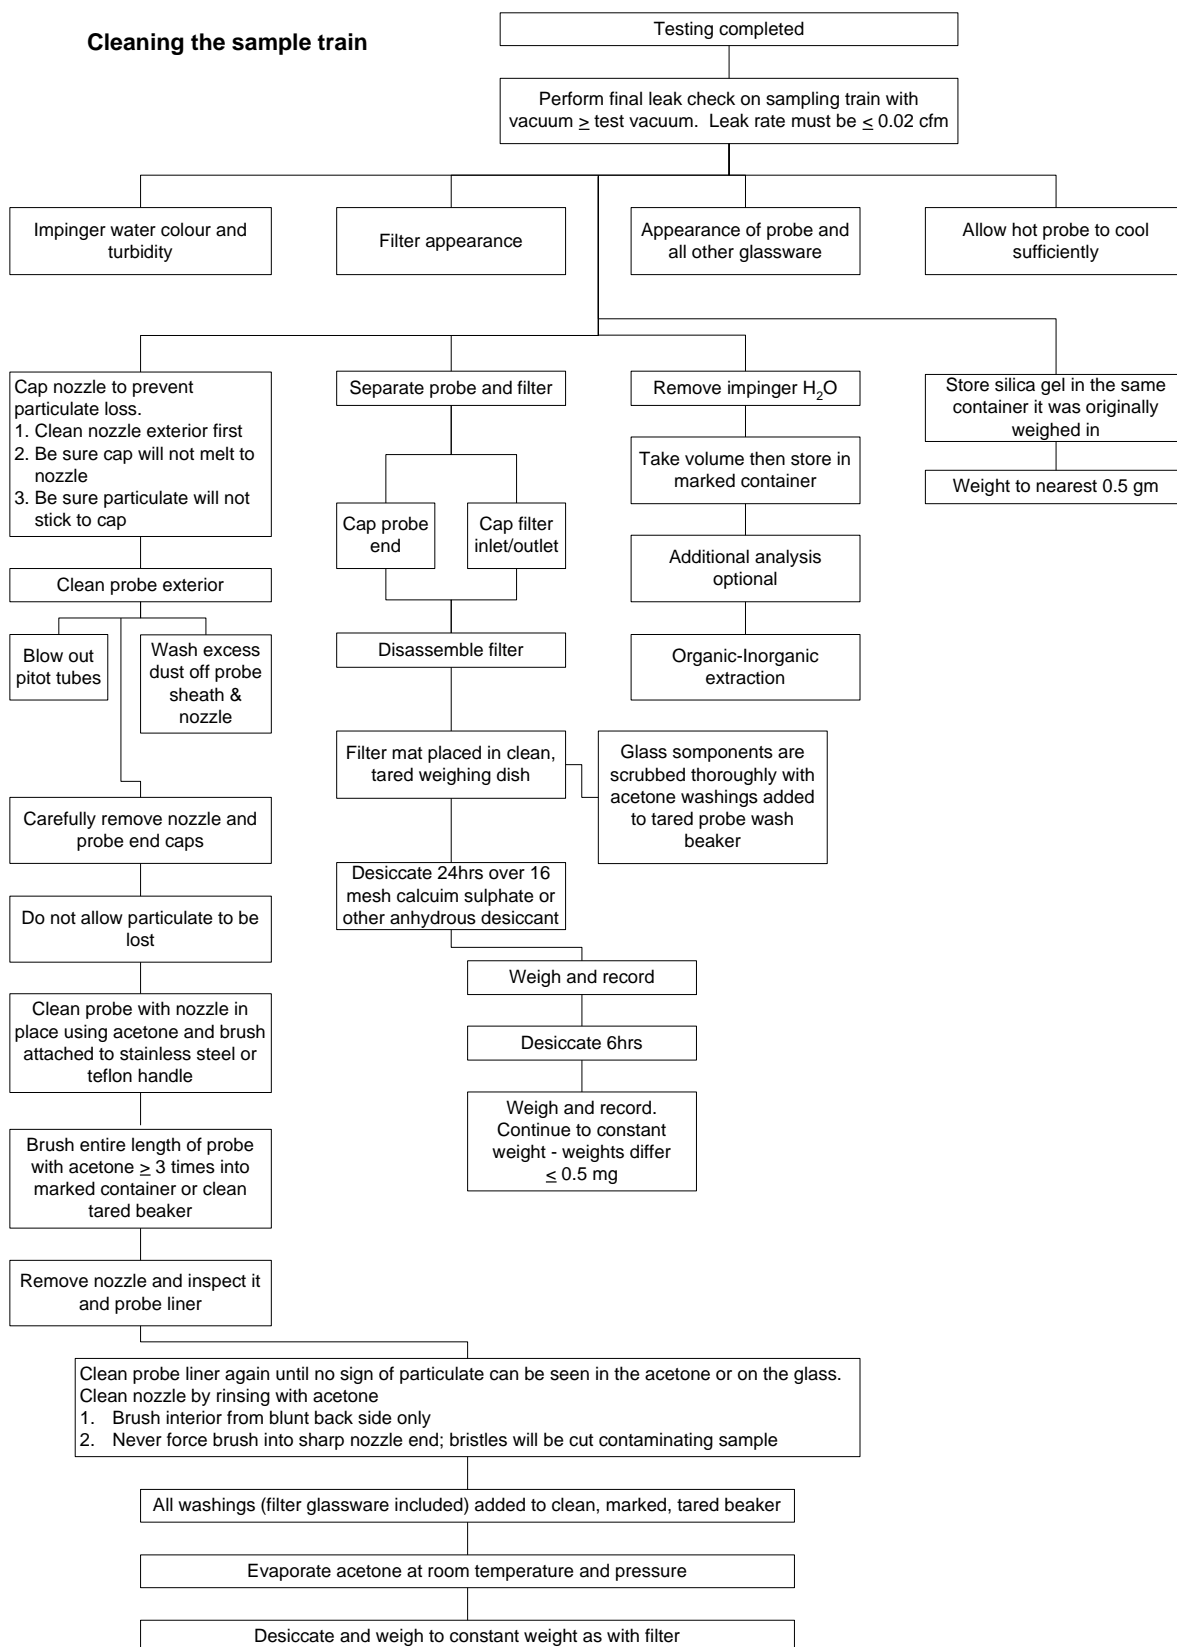 Cleaning the sample train
Testing completed
Perform final leak check on sampling train with
vacuum ≥ test vacuum. Leak rate must be ≤ 0.02 cfm
Impinger water colour and
turbidity
Filter appearance
Appearance of probe and
all other glassware
Allow hot probe to cool
sufficiently
Cap nozzle to prevent
particulate loss.
1. Clean nozzle exterior first
2. Be sure cap will not melt to
nozzle
3. Be sure particulate will not
stick to cap
Clean probe exterior
Blow out
pitot tubes
Wash excess
dust off probe
sheath &
nozzle
Carefully remove nozzle and
probe end caps
Do not allow particulate to be
lost
Clean probe with nozzle in
place using acetone and brush
attached to stainless steel or
teflon handle
Brush entire length of probe
with acetone ≥ 3 times into
marked container or clean
tared beaker
Remove nozzle and inspect it
and probe liner
Separate probe and filter
Cap probe
end
Cap filter
inlet/outlet
Disassemble filter
Filter mat placed in clean,
tared weighing dish
Glass somponents are
scrubbed thoroughly with
acetone washings added
to tared probe wash
beaker
Desiccate 24hrs over 16
mesh calcuim sulphate or
other anhydrous desiccant
Weigh and record
Desiccate 6hrs
Weigh and record.
Continue to constant
weight - weights differ
≤ 0.5 mg
Remove impinger H₂O
Take volume then store in
marked container
Additional analysis
optional
Organic-Inorganic
extraction
Store silica gel in the same
container it was originally
weighed in
Weight to nearest 0.5 gm
Clean probe liner again until no sign of particulate can be seen in the acetone or on the glass.
Clean nozzle by rinsing with acetone
1. Brush interior from blunt back side only
2. Never force brush into sharp nozzle end; bristles will be cut contaminating sample
All washings (filter glassware included) added to clean, marked, tared beaker
Evaporate acetone at room temperature and pressure
Desiccate and weigh to constant weight as with filter